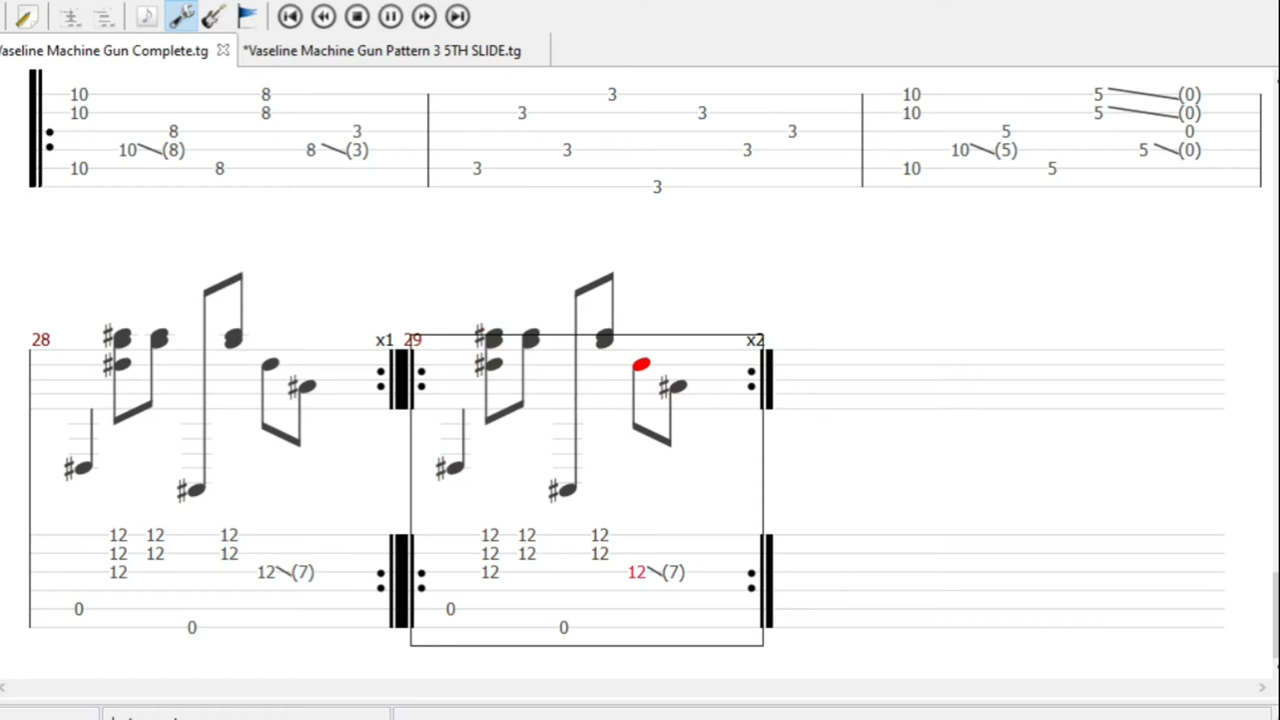 Vaseline Machine Gun Complete.tg *Vaseline Machine Gun Pattern 3 5TH SLIDE.tg
10 8 3 10 5 (0)
10 8 3 3 10 5 (0)
8 3 3 5 0
10 (8) 8 (3) 3 3 10 (5) 5 (0)
10 8 3 10 5
3
28 x1 29 x2
12 12 12 12 12 12
12 12 12 12 12 12
12 12 (7) 12 12 (7)
0 0
0 0